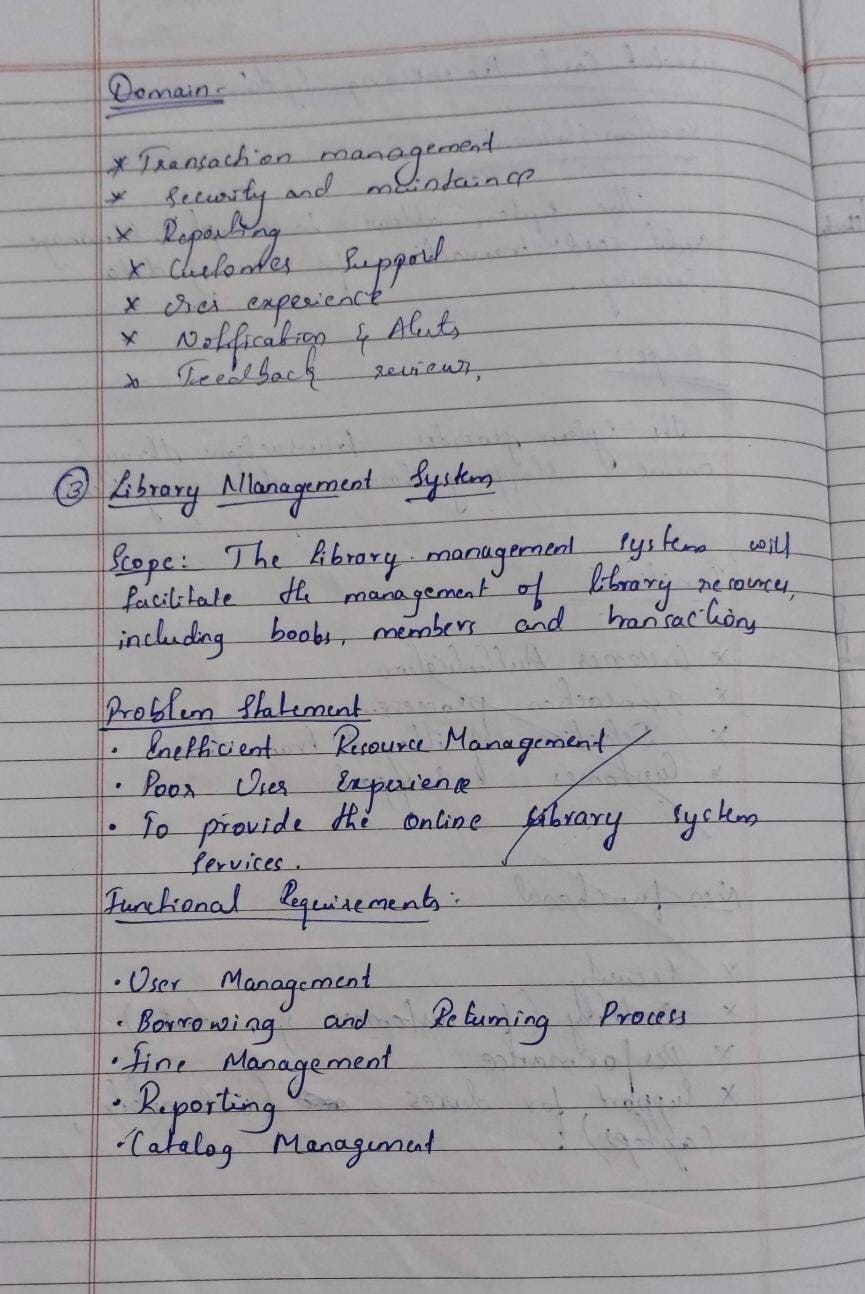 Domain:-
* Transaction management
* Security and maintaince
* Reporting
* Customer Support
* User experience
* Notification & Alerts
* Feedback reviews,
③ Library Management System
Scope: The Library management system will
facilitate the management of library resources,
including books, members and transactions
Problem Statement
• Inefficient Resource Management
• Poor User Experience
• To provide the online Library system
Services.
Functional Requirements:
• User Management
• Borrowing and Returning Process
• Fine Management
• Reporting
• Catalog Management